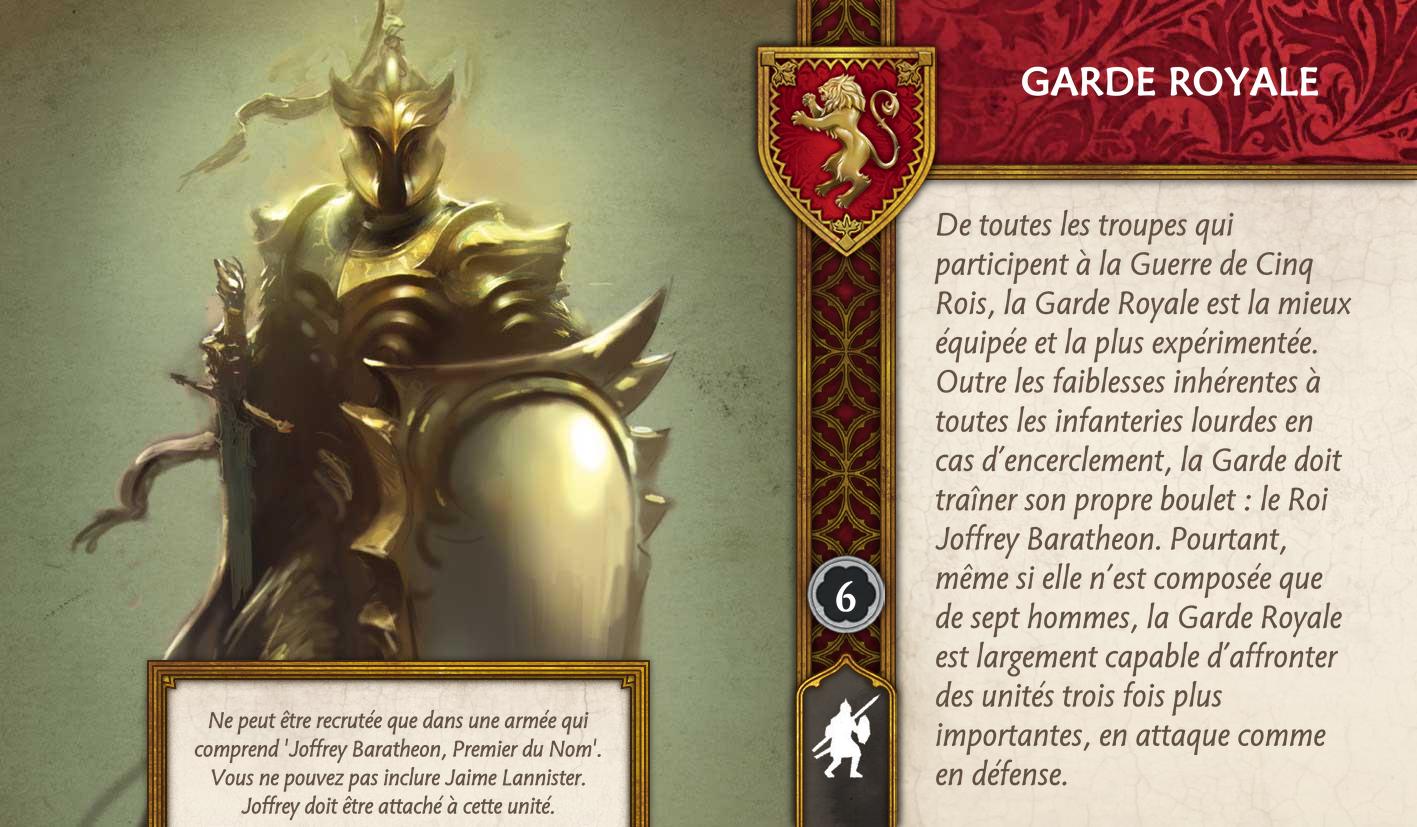 GARDE ROYALE
De toutes les troupes qui
participent à la Guerre de Cinq
Rois, la Garde Royale est la mieux
équipée et la plus expérimentée.
Outre les faiblesses inhérentes à
toutes les infanteries lourdes en
cas d'encerclement, la Garde doit
traîner son propre boulet : le Roi
Joffrey Baratheon. Pourtant,
même si elle n'est composée que
de sept hommes, la Garde Royale
est largement capable d'affronter
des unités trois fois plus
importantes, en attaque comme
en défense.
6
Ne peut être recrutée que dans une armée qui
comprend 'Joffrey Baratheon, Premier du Nom'.
Vous ne pouvez pas inclure Jaime Lannister.
Joffrey doit être attaché à cette unité.